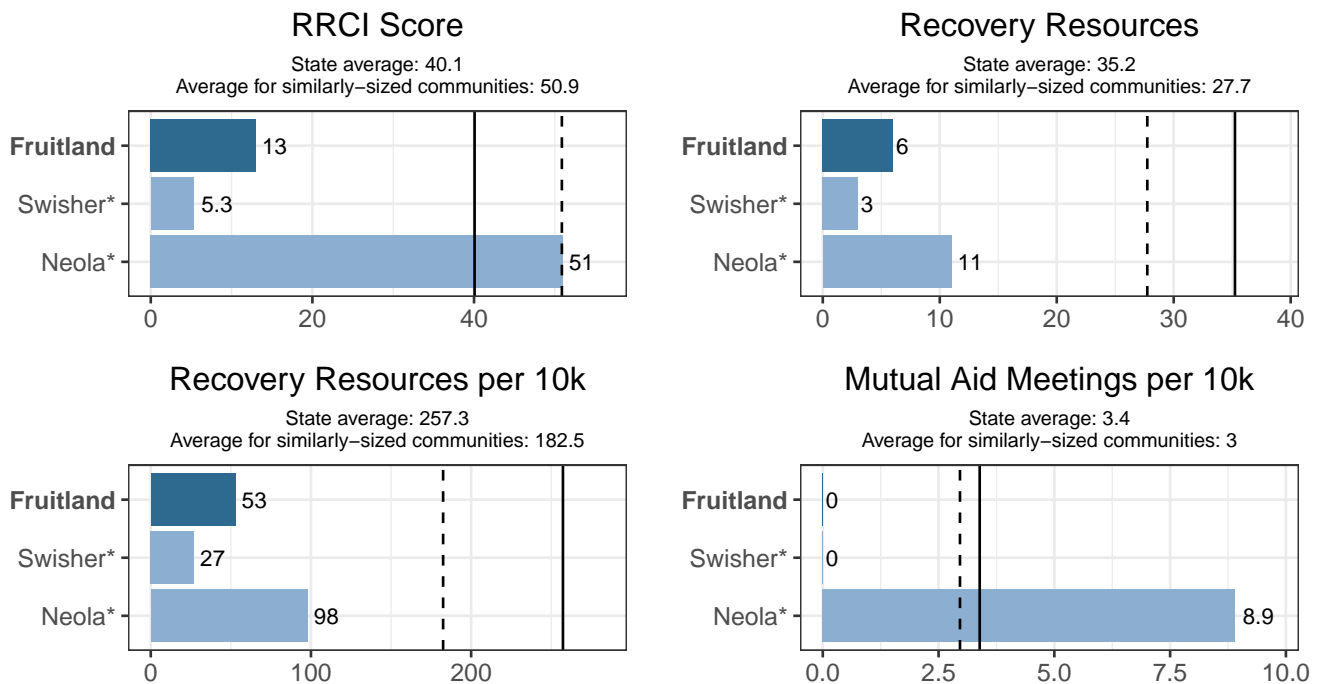 RRCI Score
State average: 40.1
Average for similarly−sized communities: 50.9
Fruitland
13
Swisher*
5.3
Neola*
51
0 20 40
Recovery Resources
State average: 35.2
Average for similarly−sized communities: 27.7
Fruitland
6
Swisher*
3
Neola*
11
0 10 20 30 40
Recovery Resources per 10k
State average: 257.3
Average for similarly−sized communities: 182.5
Fruitland
53
Swisher*
27
Neola*
98
0 100 200
Mutual Aid Meetings per 10k
State average: 3.4
Average for similarly−sized communities: 3
Fruitland
0
Swisher*
0
Neola*
8.9
0.0 2.5 5.0 7.5 10.0